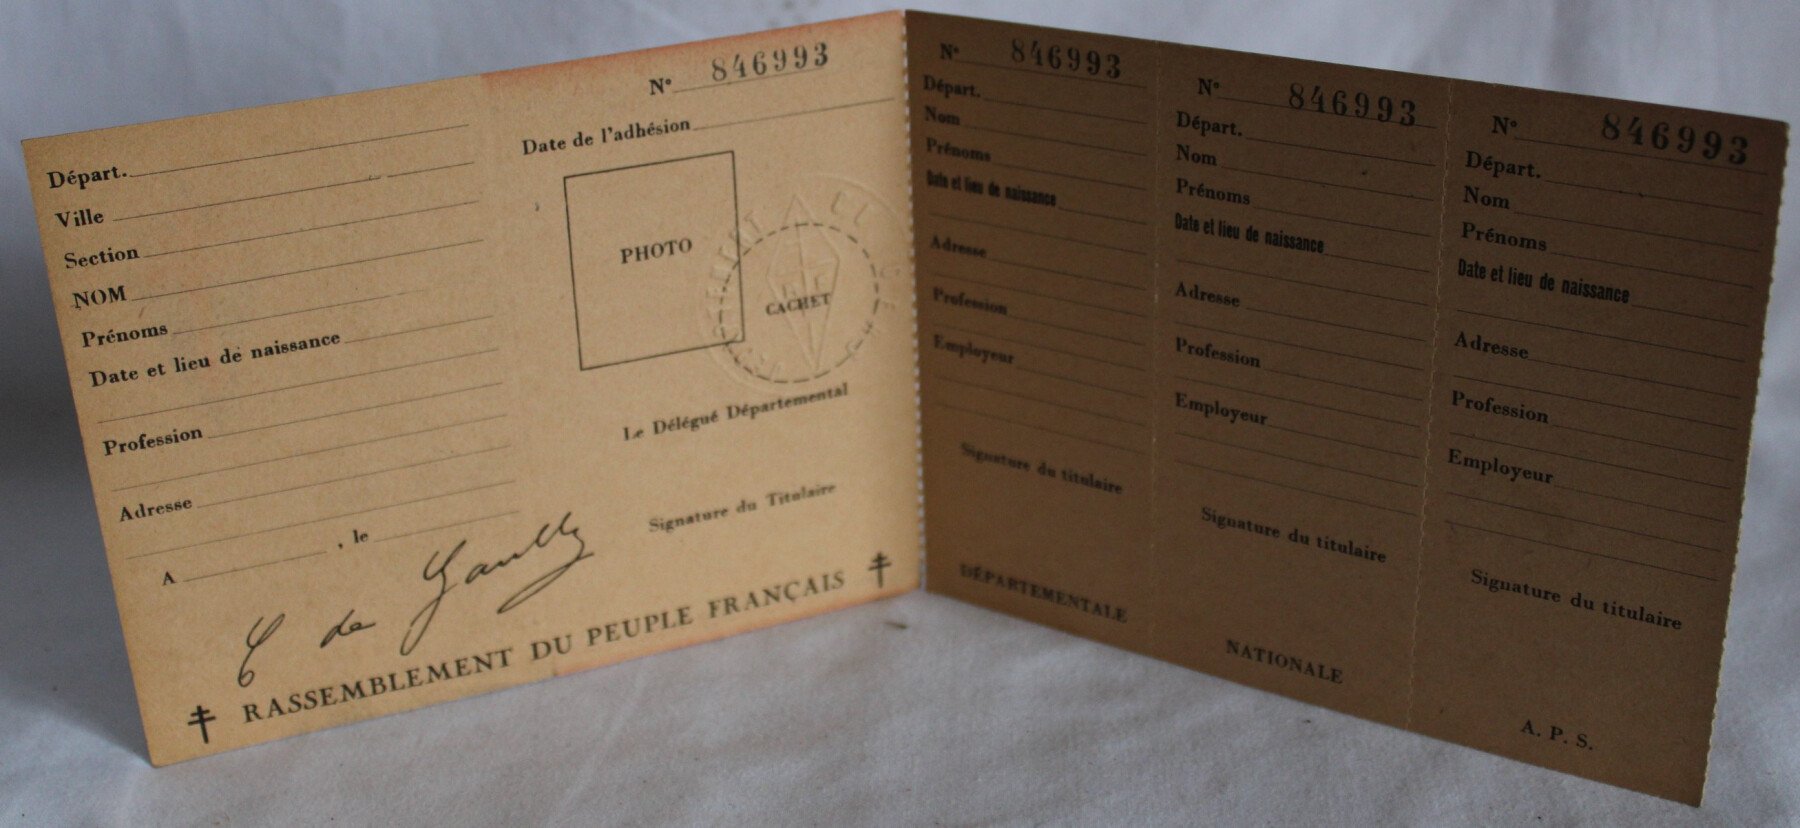 Départ.
Ville
Section
NOM
Prénoms
Date et lieu de naissance
Profession
Adresse
A , le
C de Gaulle
‡ RASSEMBLEMENT DU PEUPLE FRANÇAIS ‡
N° 846993
Date de l'adhésion
PHOTO
CACHET
Le Délégué Départemental
Signature du Titulaire
N° 846993
Départ.
Nom
Prénoms
Date et lieu de naissance
Adresse
Profession
Employeur
Signature du titulaire
DÉPARTEMENTALE
N° 846993
Départ.
Nom
Prénoms
Date et lieu de naissance
Adresse
Profession
Employeur
Signature du titulaire
NATIONALE
N° 846993
Départ.
Nom
Prénoms
Date et lieu de naissance
Adresse
Profession
Employeur
Signature du titulaire
A. P. S.